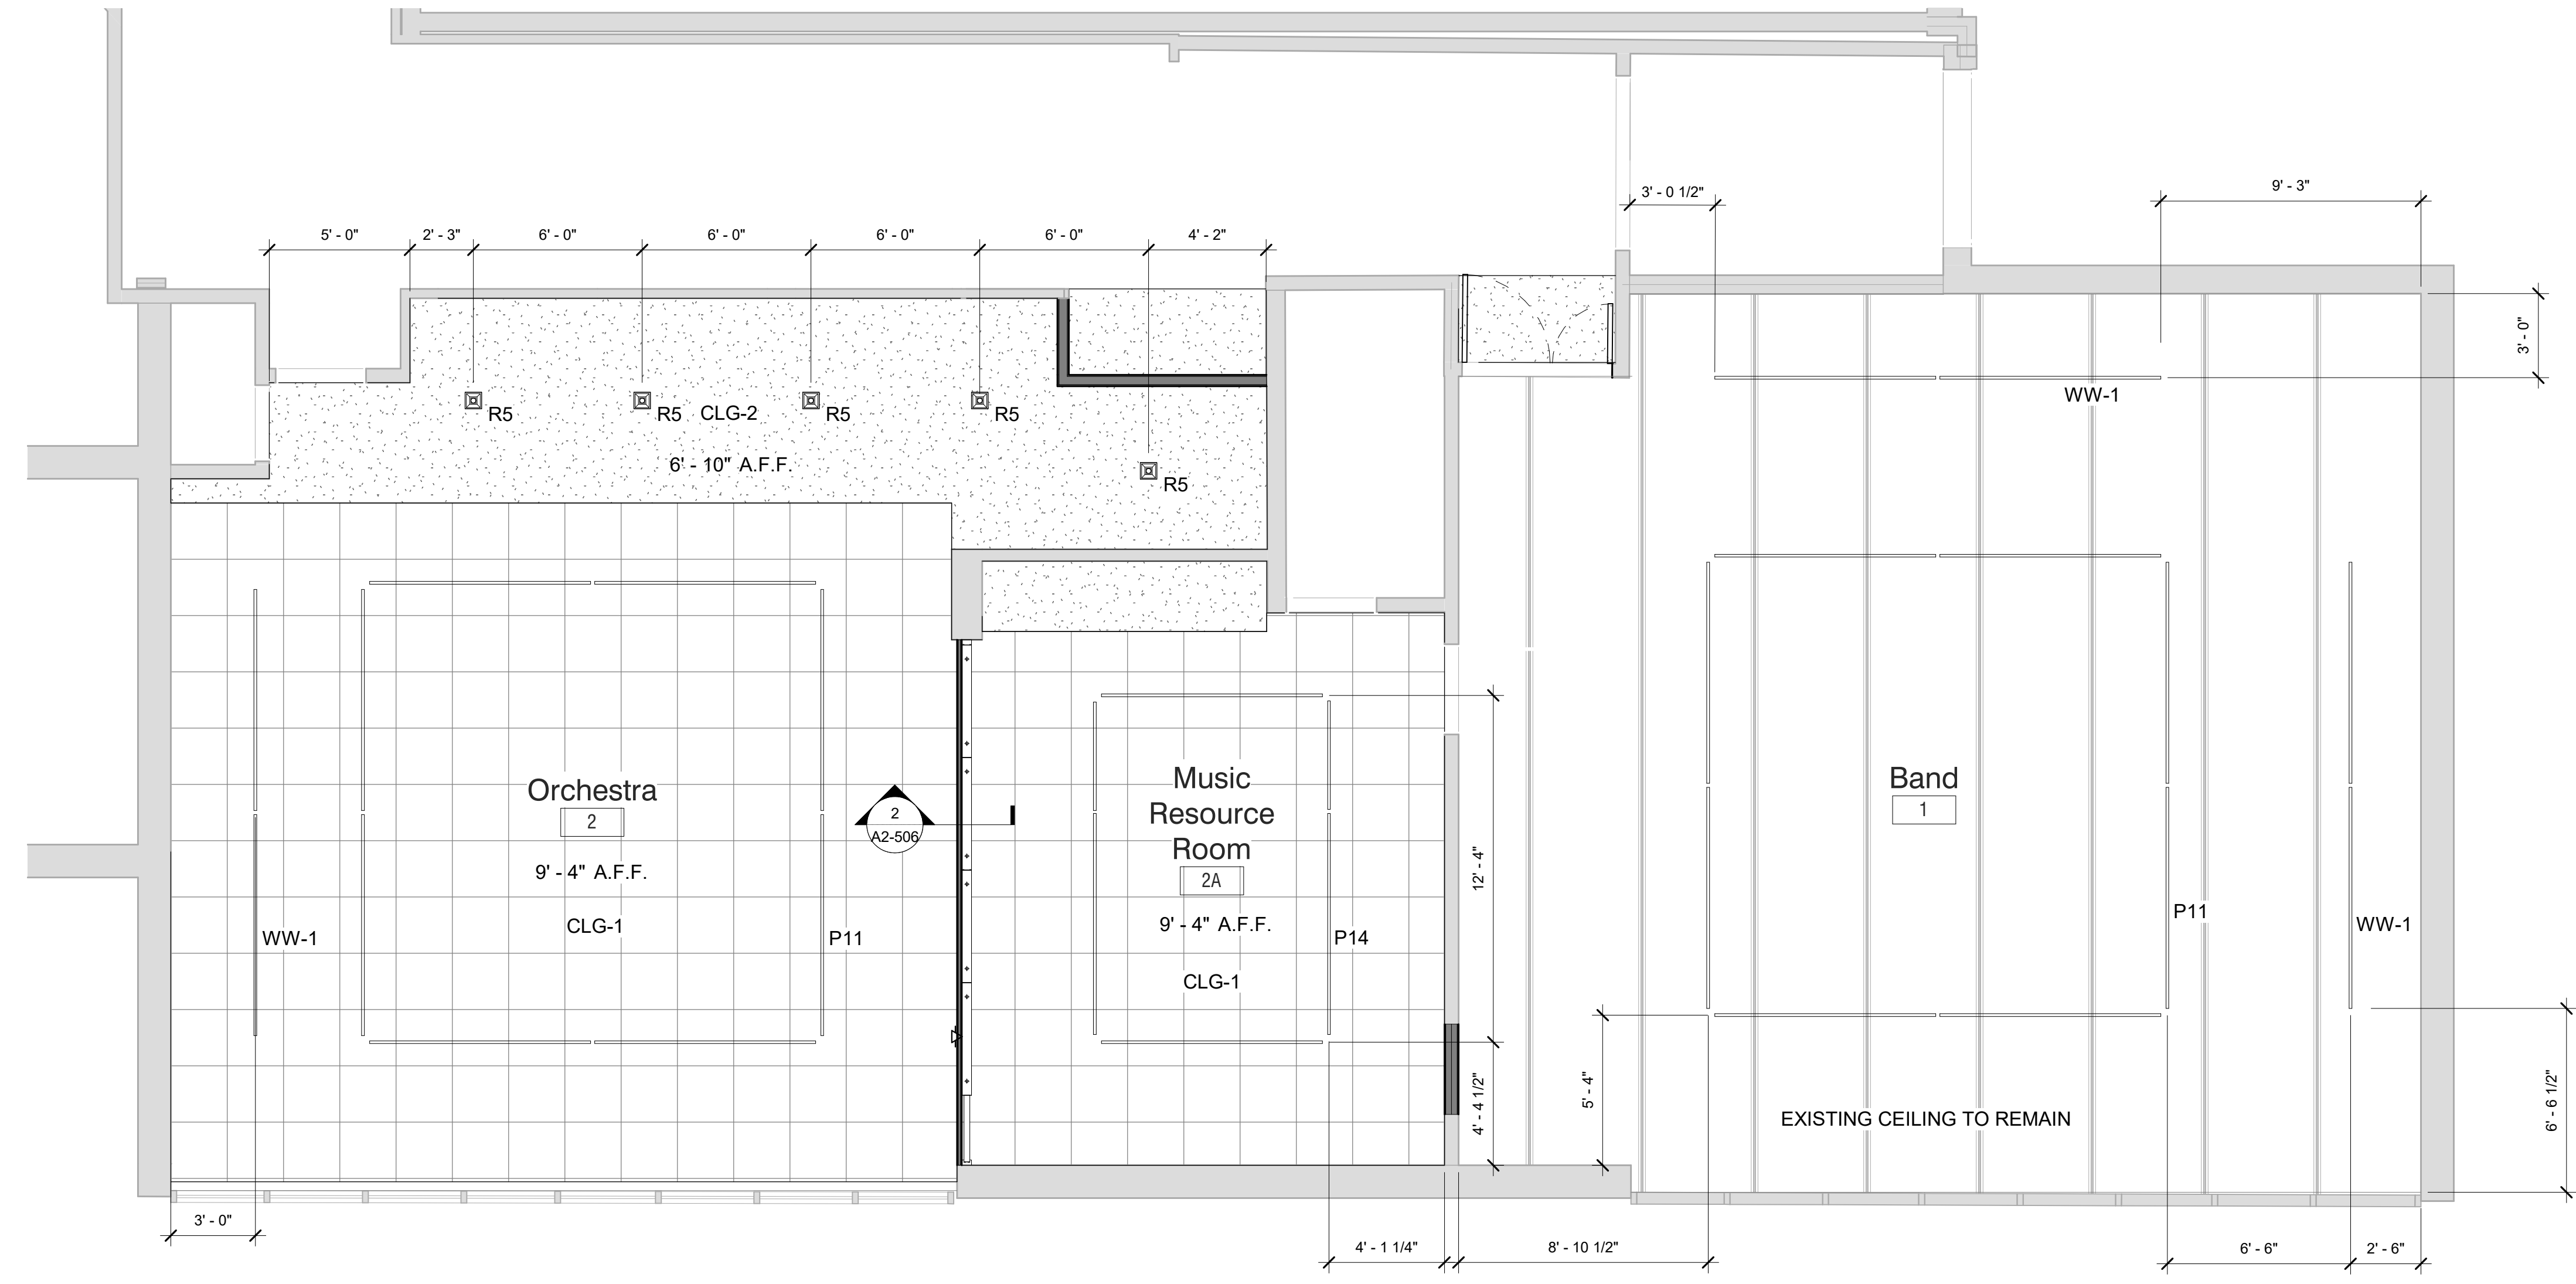 9' - 3"
3' - 0 1/2"
5' - 0"
2' - 3"
6' - 0"
6' - 0"
6' - 0"
6' - 0"
4' - 2"
3' - 0"
WW-1
R5
R5
CLG-2
R5
R5
6' - 10" A.F.F.
R5
Orchestra
2
9' - 4" A.F.F.
CLG-1
WW-1
P11
2
A2-506
Music
Resource
Room
2A
9' - 4" A.F.F.
CLG-1
P14
12' - 4"
4' - 4 1/2"
Band
1
P11
WW-1
5' - 4"
EXISTING CEILING TO REMAIN
6' - 6 1/2"
3' - 0"
4' - 1 1/4"
8' - 10 1/2"
6' - 6"
2' - 6"